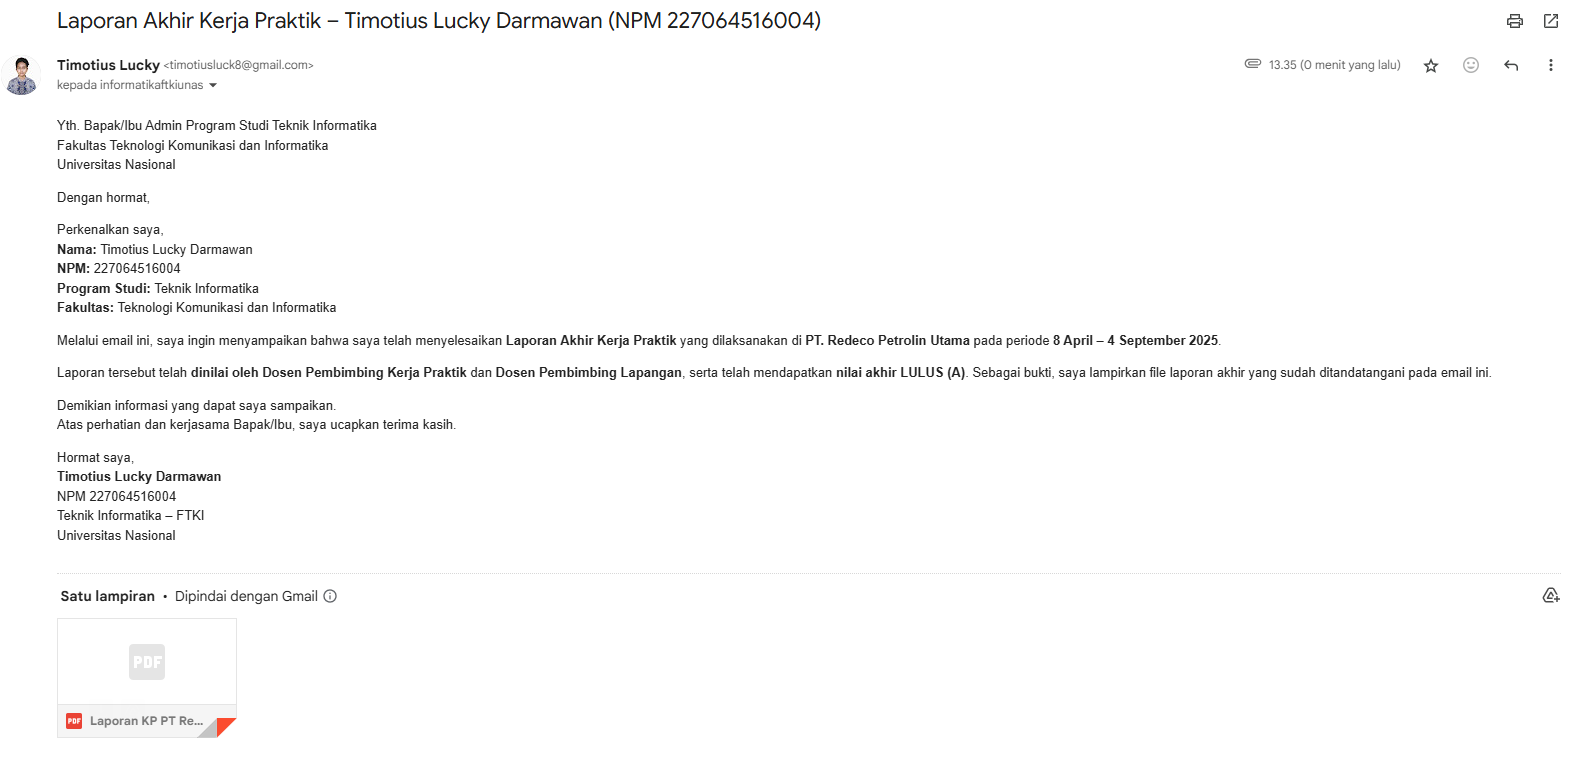 Laporan Akhir Kerja Praktik – Timotius Lucky Darmawan (NPM 227064516004)
Timotius Lucky <timotiusluck8@gmail.com>
13.35 (0 menit yang lalu)
kepada informatikaftkiunas
Yth. Bapak/Ibu Admin Program Studi Teknik Informatika
Fakultas Teknologi Komunikasi dan Informatika
Universitas Nasional
Dengan hormat,
Perkenalkan saya,
Nama: Timotius Lucky Darmawan
NPM: 227064516004
Program Studi: Teknik Informatika
Fakultas: Teknologi Komunikasi dan Informatika
Melalui email ini, saya ingin menyampaikan bahwa saya telah menyelesaikan Laporan Akhir Kerja Praktik yang dilaksanakan di PT. Redeco Petrolin Utama pada periode 8 April – 4 September 2025.
Laporan tersebut telah dinilai oleh Dosen Pembimbing Kerja Praktik dan Dosen Pembimbing Lapangan, serta telah mendapatkan nilai akhir LULUS (A). Sebagai bukti, saya lampirkan file laporan akhir yang sudah ditandatangani pada email ini.
Demikian informasi yang dapat saya sampaikan.
Atas perhatian dan kerjasama Bapak/Ibu, saya ucapkan terima kasih.
Hormat saya,
Timotius Lucky Darmawan
NPM 227064516004
Teknik Informatika – FTKI
Universitas Nasional
Satu lampiran • Dipindai dengan Gmail
PDF
PDF Laporan KP PT Re...